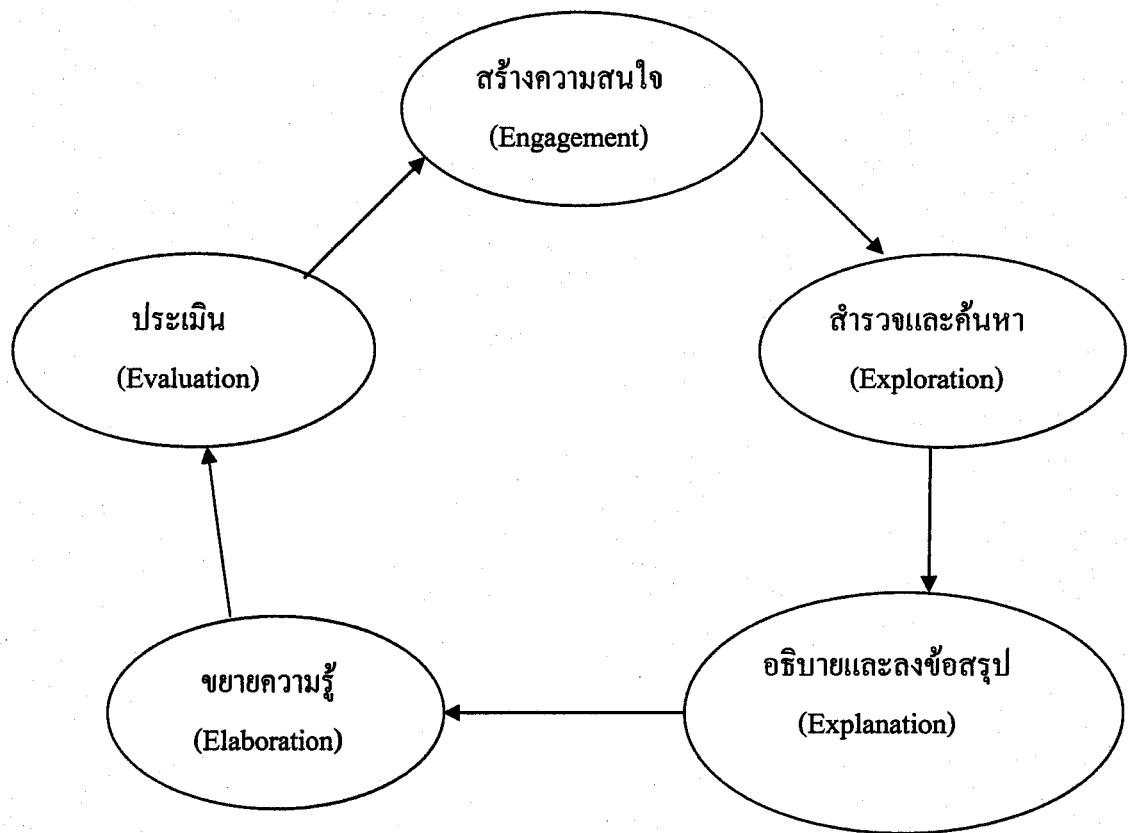 สร้างความสนใจ
(Engagement)
สำรวจและค้นหา
(Exploration)
อธิบายและลงข้อสรุป
(Explanation)
ขยายความรู้
(Elaboration)
ประเมิน
(Evaluation)